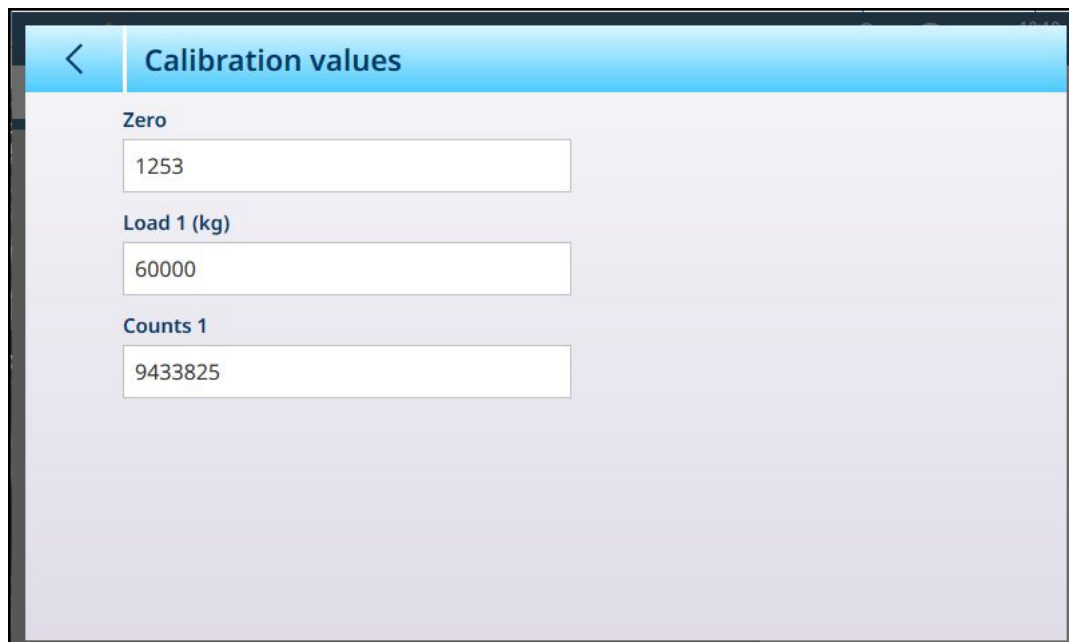 Calibration values
Zero
1253
Load 1 (kg)
60000
Counts 1
9433825